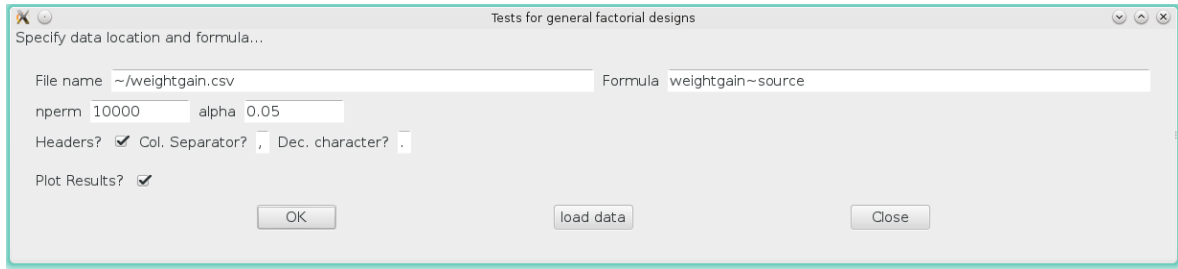 Tests for general factorial designs
Specify data location and formula...
File name ~/weightgain.csv Formula weightgain~source
nperm 10000 alpha 0.05
Headers? Col. Separator? , Dec. character? .
Plot Results?
OK load data Close